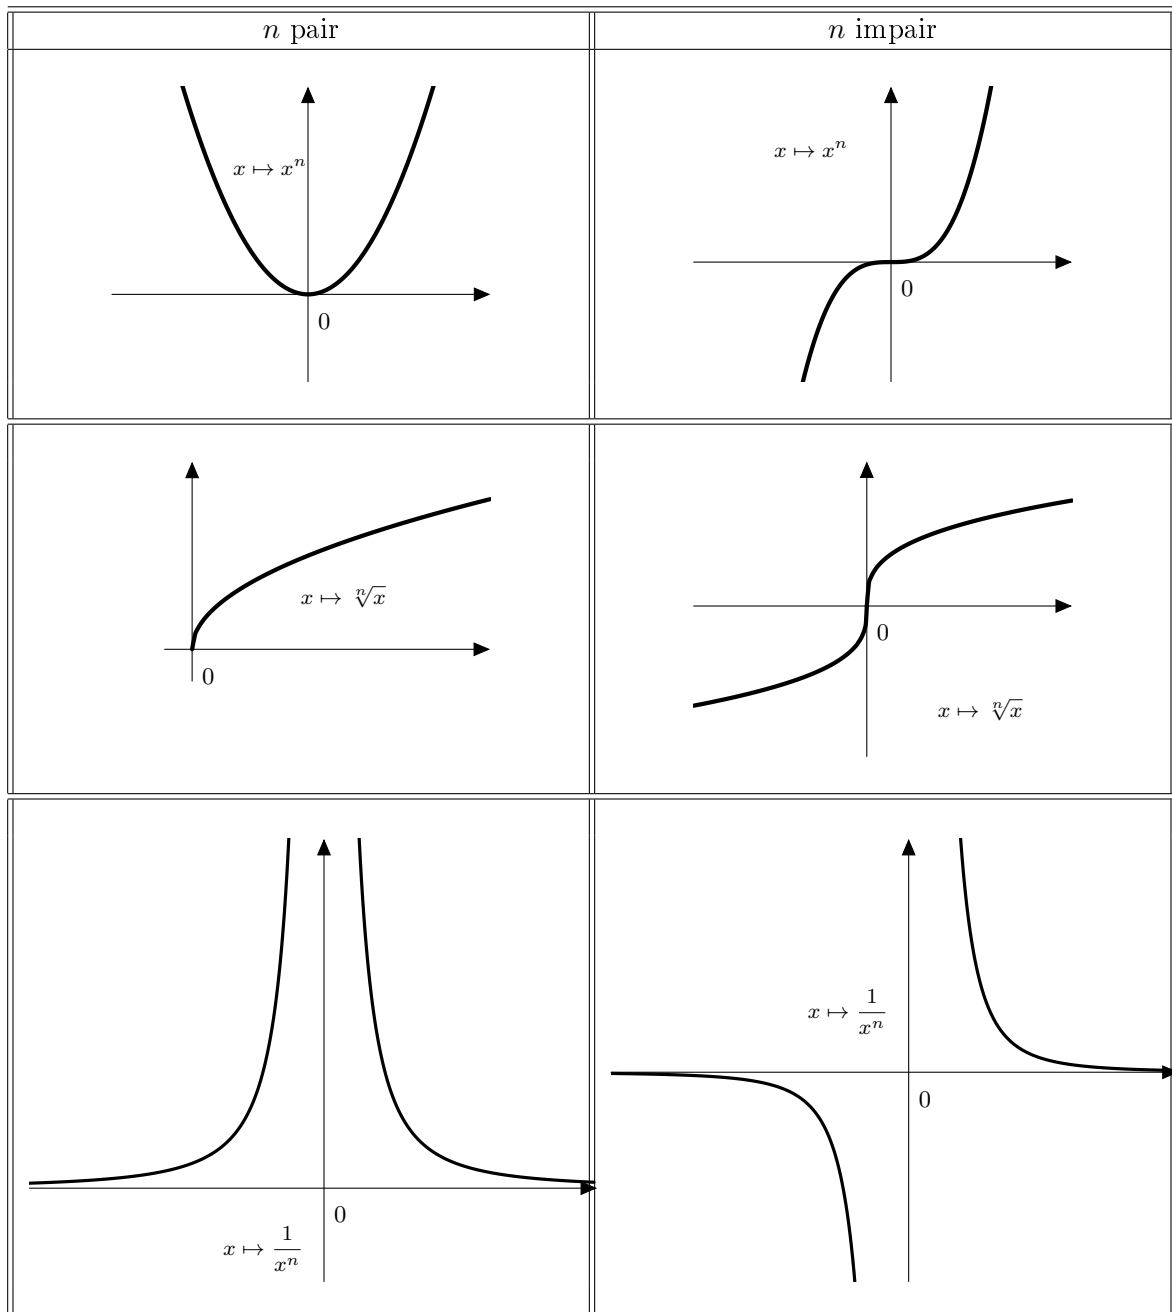 n pair
n impair
x ↦ xⁿ
0
x ↦ xⁿ
0
x ↦ ⁿ√x
0
x ↦ ⁿ√x
0
x ↦ 1/xⁿ
0
x ↦ 1/xⁿ
0